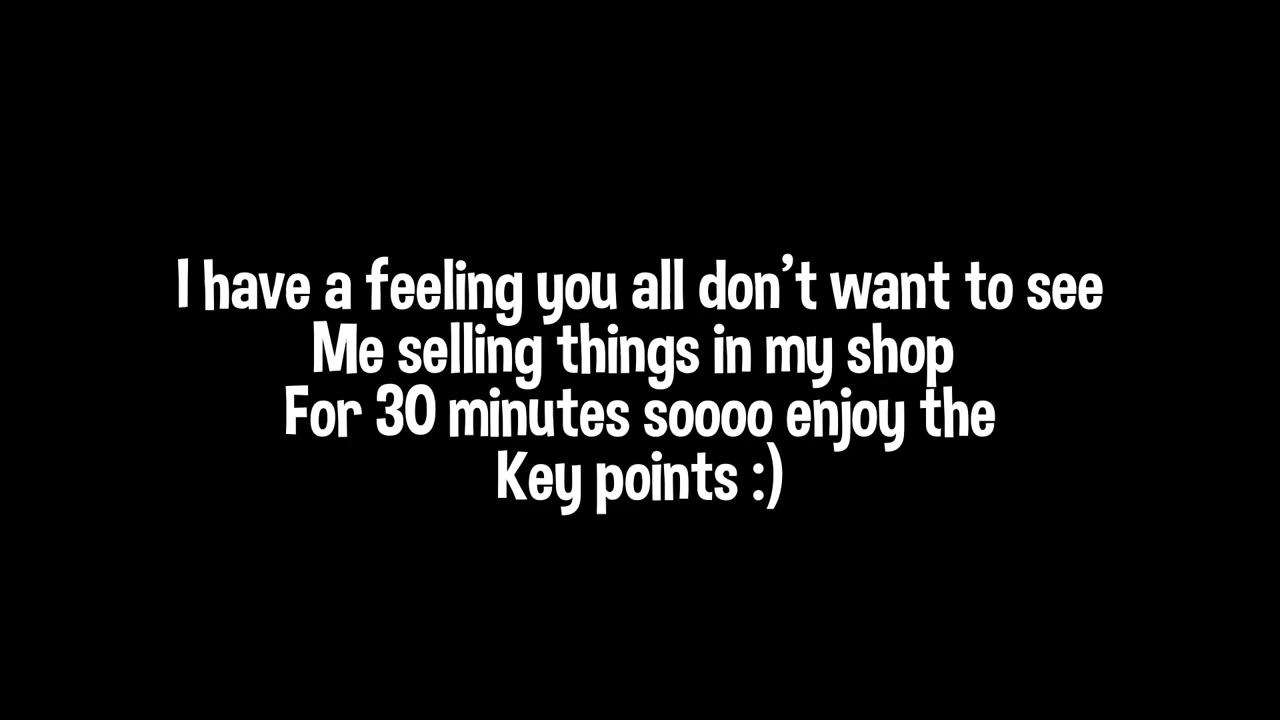 I have a feeling you all don't want to see
Me selling things in my shop
For 30 minutes soooo enjoy the
Key points :)